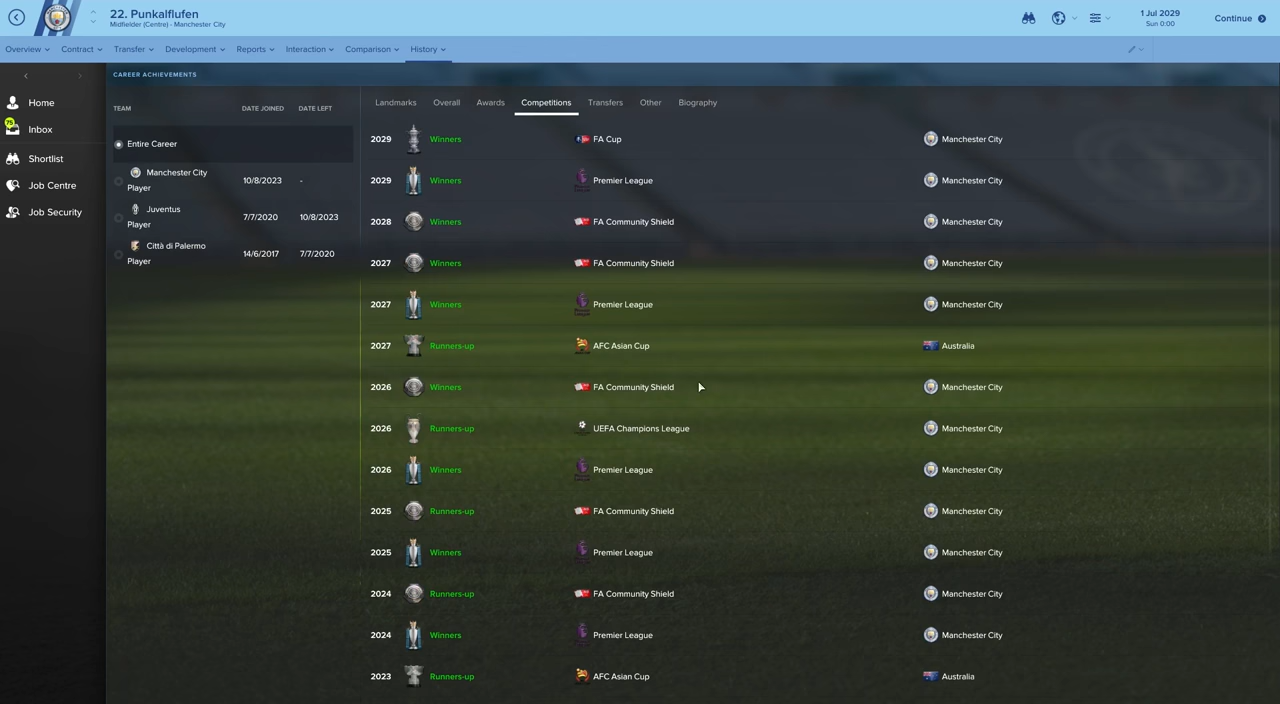 22. Punkalflufen
Midfielder (Centre) - Manchester City
1 Jul 2029
Sun 0:00
Continue
Overview
Contract
Transfer
Development
Reports
Interaction
Comparison
History
CAREER ACHIEVEMENTS
75
Home
Inbox
Shortlist
Job Centre
Job Security
TEAM DATE JOINED DATE LEFT
Entire Career
Manchester City
Player
10/8/2023 -
Juventus
Player
7/7/2020 10/8/2023
Città di Palermo
Player
14/6/2017 7/7/2020
Landmarks Overall Awards Competitions Transfers Other Biography
2029 Winners FA Cup Manchester City
2029 Winners Premier League Manchester City
2028 Winners FA Community Shield Manchester City
2027 Winners FA Community Shield Manchester City
2027 Winners Premier League Manchester City
2027 Runners-up AFC Asian Cup Australia
2026 Winners FA Community Shield Manchester City
2026 Runners-up UEFA Champions League Manchester City
2026 Winners Premier League Manchester City
2025 Runners-up FA Community Shield Manchester City
2025 Winners Premier League Manchester City
2024 Runners-up FA Community Shield Manchester City
2024 Winners Premier League Manchester City
2023 Runners-up AFC Asian Cup Australia